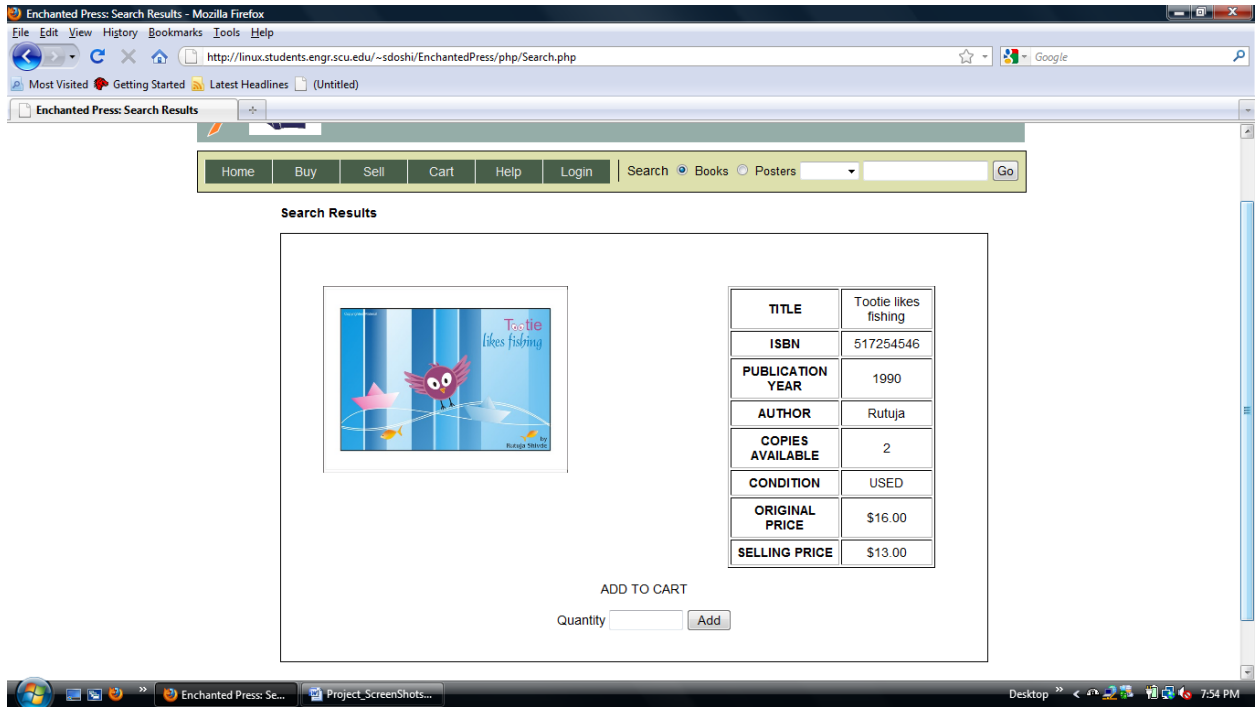 Enchanted Press: Search Results - Mozilla Firefox
File Edit View History Bookmarks Tools Help
http://linux.students.engr.scu.edu/~sdoshi/EnchantedPress/php/Search.php
Google
Most Visited Getting Started Latest Headlines (Untitled)
Enchanted Press: Search Results
Home Buy Sell Cart Help Login Search Books Posters Go
Search Results
Tootie
likes fishing
by
Rutuja Shivde
TITLE Tootie likes
fishing
ISBN 517254546
PUBLICATION
YEAR 1990
AUTHOR Rutuja
COPIES
AVAILABLE 2
CONDITION USED
ORIGINAL
PRICE $16.00
SELLING PRICE $13.00
ADD TO CART
Quantity Add
Enchanted Press: Se... Project_ScreenShots... Desktop 7:54 PM